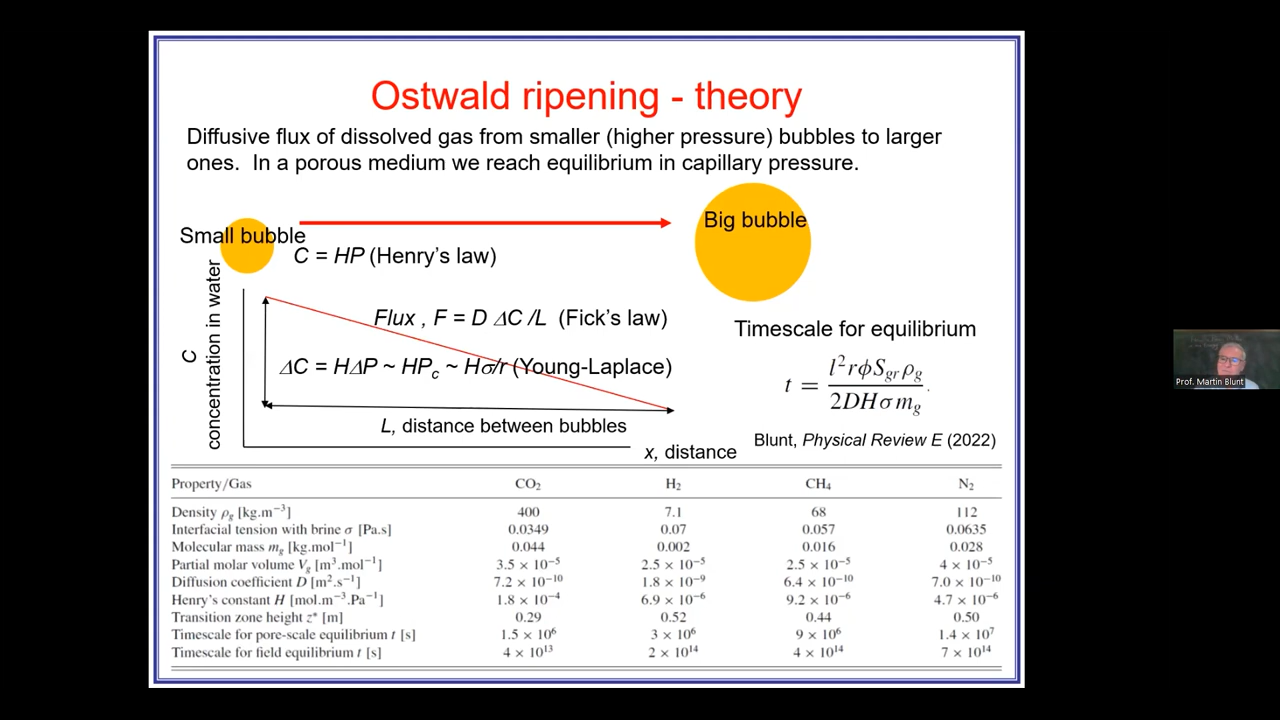 Ostwald ripening - theory
Diffusive flux of dissolved gas from smaller (higher pressure) bubbles to larger
ones. In a porous medium we reach equilibrium in capillary pressure.
Small bubble
Big bubble
C = HP (Henry's law)
C
concentration in water
Flux , F = D ΔC /L (Fick's law)
ΔC = HΔP ~ HP_c ~ Hσ/r (Young-Laplace)
L, distance between bubbles
x, distance
Timescale for equilibrium
t = l²rϕS_gr ρ_g / 2DHσm_g .
Blunt, Physical Review E (2022)
Property/Gas CO₂ H₂ CH₄ N₂
Density ρ_g [kg.m⁻³] 400 7.1 68 112
Interfacial tension with brine σ [Pa.s] 0.0349 0.07 0.057 0.0635
Molecular mass m_g [kg.mol⁻¹] 0.044 0.002 0.016 0.028
Partial molar volume V_g [m³.mol⁻¹] 3.5 × 10⁻⁵ 2.5 × 10⁻⁵ 2.5 × 10⁻⁵ 4 × 10⁻⁵
Diffusion coefficient D [m².s⁻¹] 7.2 × 10⁻¹⁰ 1.8 × 10⁻⁹ 6.4 × 10⁻¹⁰ 7.0 × 10⁻¹⁰
Henry's constant H [mol.m⁻³.Pa⁻¹] 1.8 × 10⁻⁴ 6.9 × 10⁻⁶ 9.2 × 10⁻⁶ 4.7 × 10⁻⁶
Transition zone height z* [m] 0.29 0.52 0.44 0.50
Timescale for pore-scale equilibrium t [s] 1.5 × 10⁶ 3 × 10⁶ 9 × 10⁶ 1.4 × 10⁷
Timescale for field equilibrium t [s] 4 × 10¹³ 2 × 10¹⁴ 4 × 10¹⁴ 7 × 10¹⁴
Prof. Martin Blunt